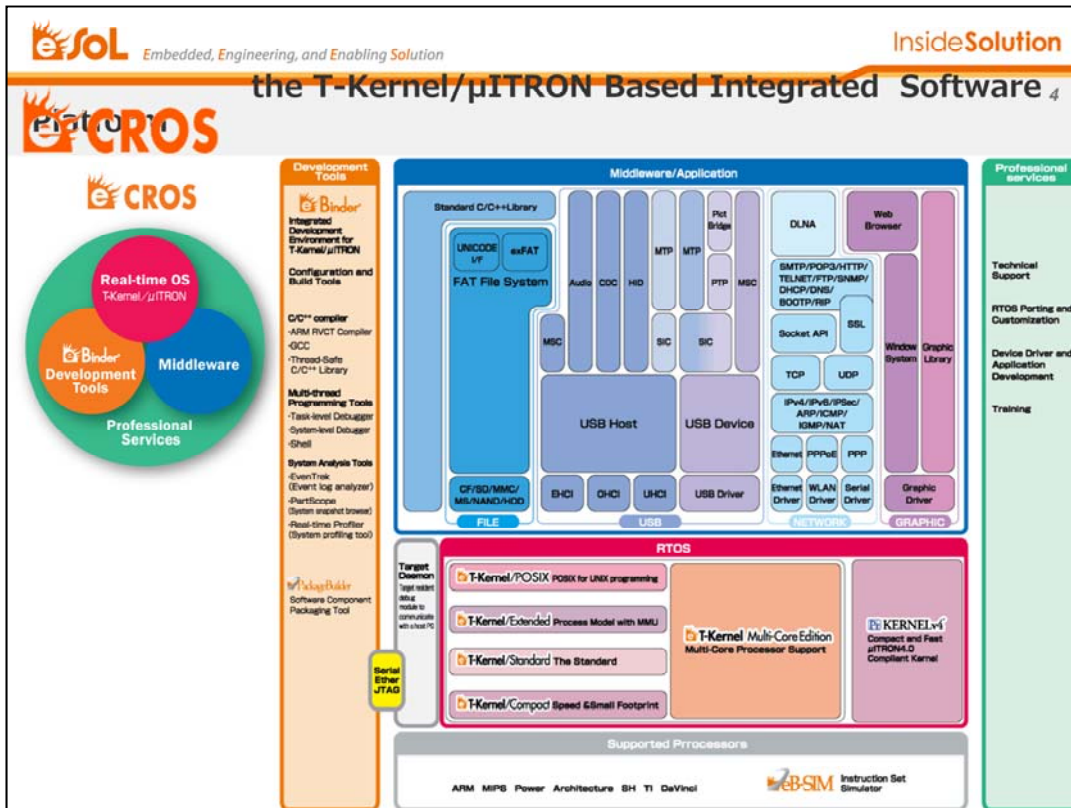 eSOL Embedded, Engineering, and Enabling Solution
InsideSolution
the T-Kernel/μITRON Based Integrated Software 4
Platform
eCROS
eCROS
Real-time OS
T-Kernel/μITRON
eBinder
Development
Tools
Middleware
Professional
Services
Development
Tools
eBinder
Integrated
Development
Environment for
T-Kernel/μITRON
Configuration and
Build Tools
C/C++ compiler
・ARM RVCT Compiler
・GCC
・Thread-Safe
C/C++ Library
Multi-thread
Programming Tools
・Task-level Debugger
・System-level Debugger
・Shell
System Analysis Tools
・EvenTrek
(Event log analyzer)
・PartScope
(System snapshot browse)
・Real-time Profiler
(System profiling tool)
PackageBuilder
Software Component
Packaging Tool
Middleware/Application
Standard C/C++Library
UNICODE
I/F
exFAT
FAT File System
CF/SD/MMC/
MS/NAND/HDD
FILE
Audio
CDC
HID
MTP
MTP
Pict
Bridge
PTP
MSC
MSC
SIC
SIC
USB Host
USB Device
EHCI
OHCI
UHCI
USB Driver
USB
DLNA
SMTP/POP3/HTTP/
TELNET/FTP/SNMP/
DHCP/DNS/
BOOTP/RIP
SSL
Socket API
TCP
UDP
IPv4/IPv6/IPSec/
ARP/ICMP/
IGMP/NAT
Ethernet
PPPoE
PPP
Ethernet
Driver
WLAN
Driver
Serial
Driver
NETWORK
Web
Browser
Window
System
Graphic
Library
Graphic
Driver
GRAPHIC
Target
Daemon
Target resident
debug
module to
communicate
with a host PC
Serial
Ether
JTAG
RTOS
T-Kernel/POSIX POSIX for UNIX programming
T-Kernel/Extended Process Model with MMU
T-Kernel/Standard The Standard
T-Kernel/Compact Speed &Small Footprint
T-Kernel Multi-Core Edition
Multi-Core Processor Support
KERNELv4
Compact and Fast
μITRON4.0
Compliant Kernel
Supported Prrocessors
ARM MIPS Power Architecture SH TI DaVinci
eB-SIM Instruction Set
Simulator
Professional
services
Technical
Support
RTOS Porting and
Customization
Device Driver and
Application
Development
Training